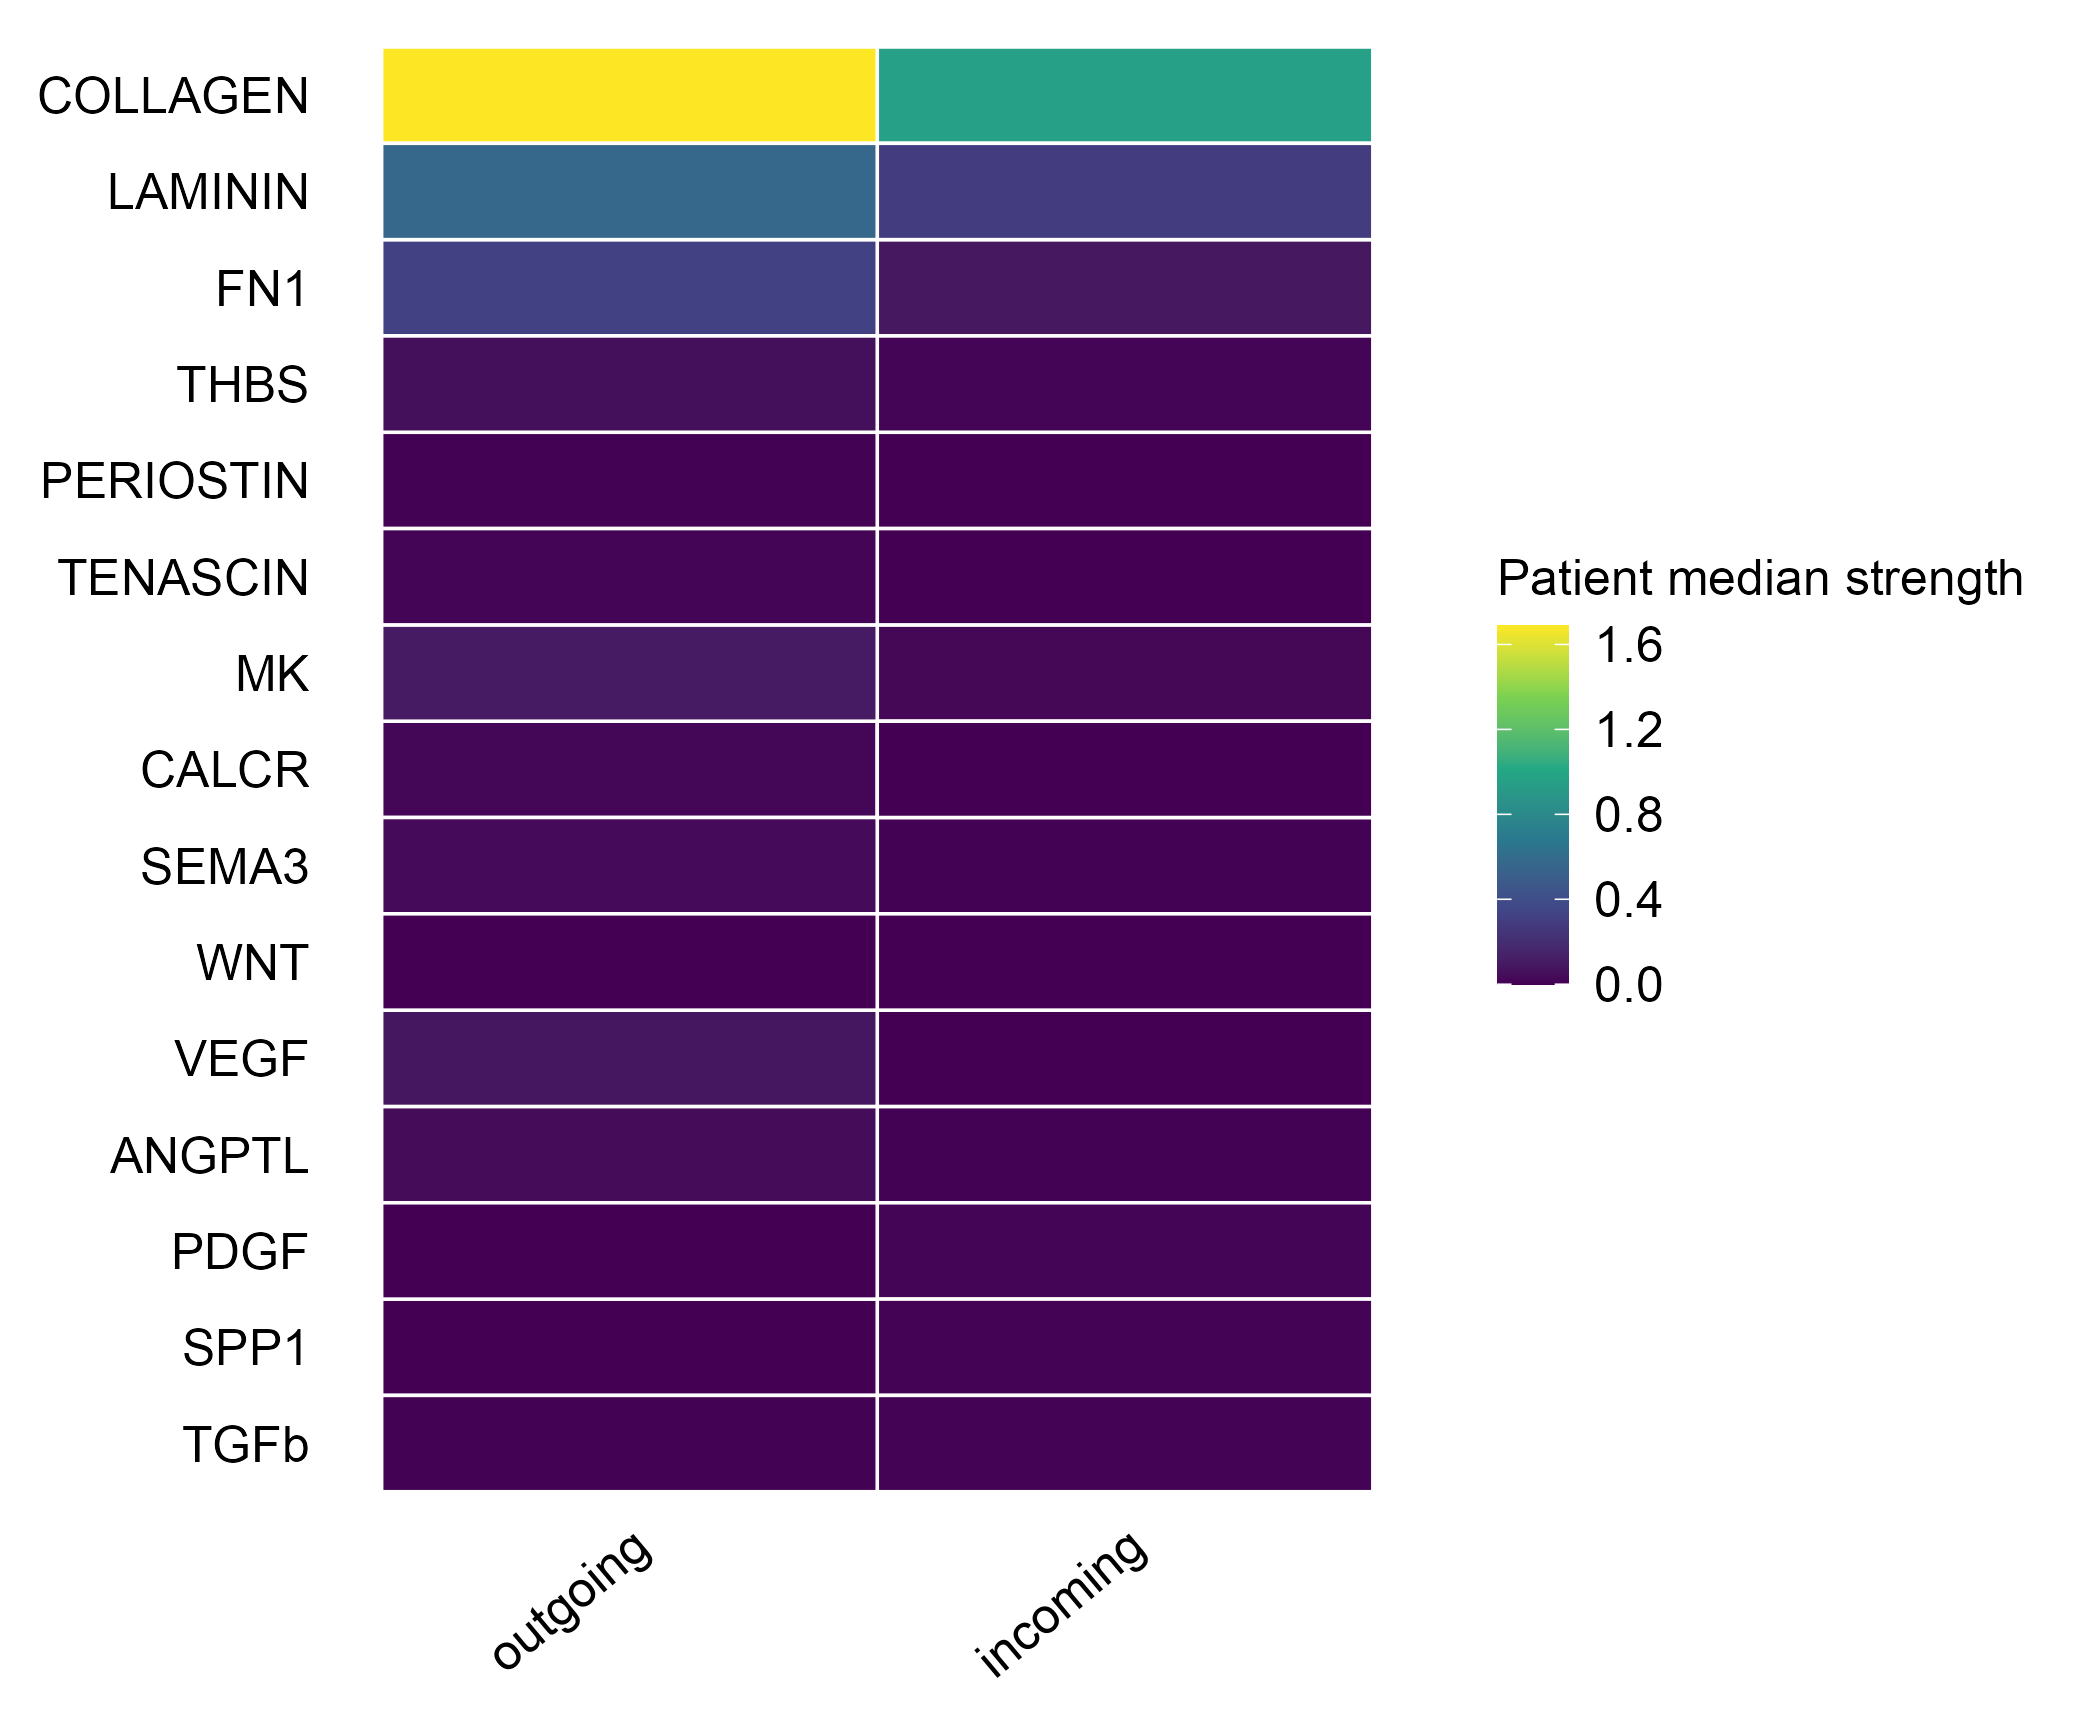 COLLAGEN
LAMININ
FN1
THBS
PERIOSTIN
TENASCIN
MK
CALCR
SEMA3
WNT
VEGF
ANGPTL
PDGF
SPP1
TGFb
outgoing
incoming
Patient median strength
1.6
1.2
0.8
0.4
0.0